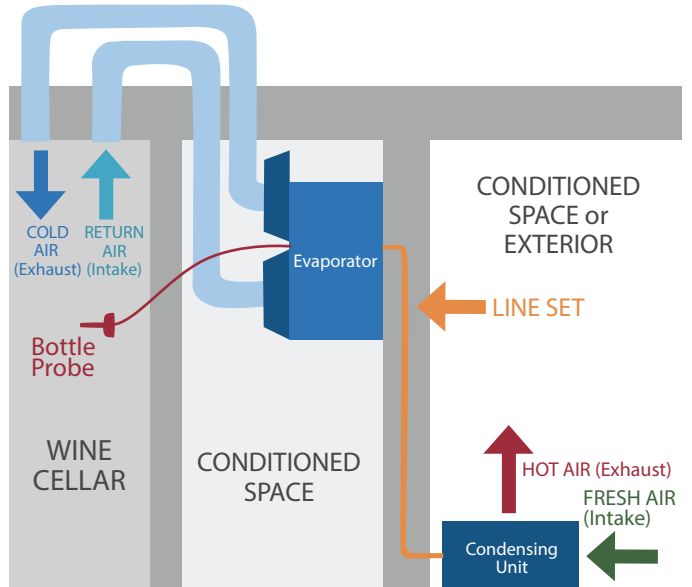 COLD
AIR
(Exhaust)
RETURN
AIR
(Intake)
Evaporator
CONDITIONED
SPACE or
EXTERIOR
LINE SET
Bottle
Probe
WINE
CELLAR
CONDITIONED
SPACE
HOT AIR (Exhaust)
FRESH AIR
(Intake)
Condensing
Unit